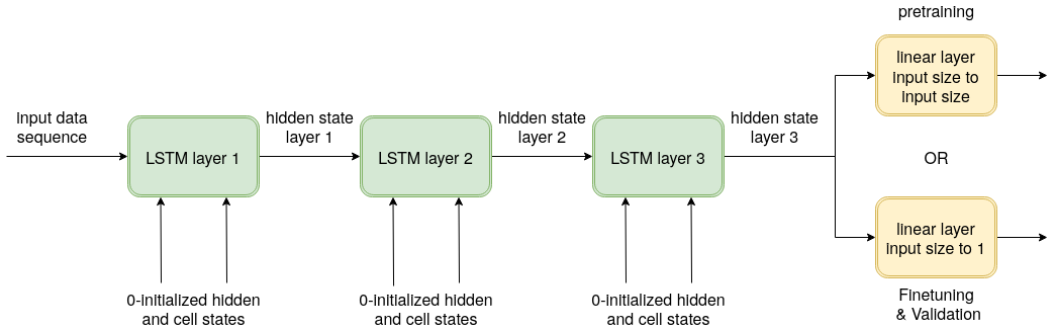 pretraining
linear layer
input size to
input size
input data
sequence
LSTM layer 1
hidden state
layer 1
LSTM layer 2
hidden state
layer 2
LSTM layer 3
hidden state
layer 3
OR
linear layer
input size to 1
Finetuning
& Validation
0-initialized hidden
and cell states
0-initialized hidden
and cell states
0-initialized hidden
and cell states